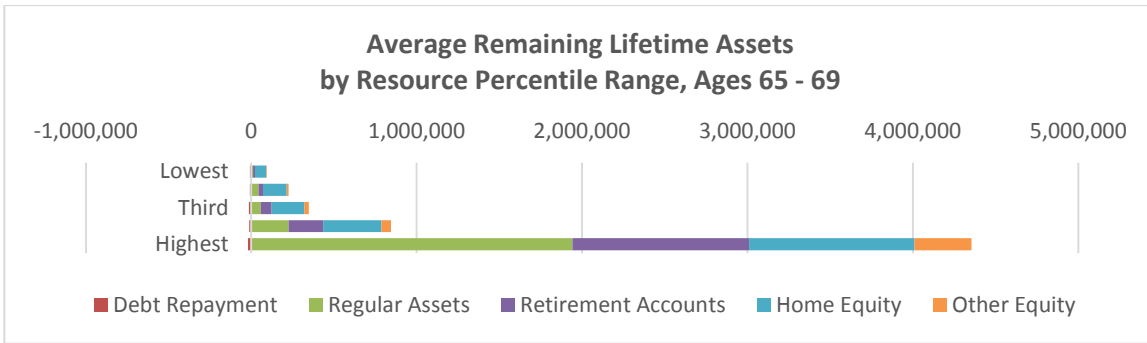 Average Remaining Lifetime Assets
by Resource Percentile Range, Ages 65 - 69
-1,000,000 0 1,000,000 2,000,000 3,000,000 4,000,000 5,000,000
Lowest
Third
Highest
Debt Repayment Regular Assets Retirement Accounts Home Equity Other Equity